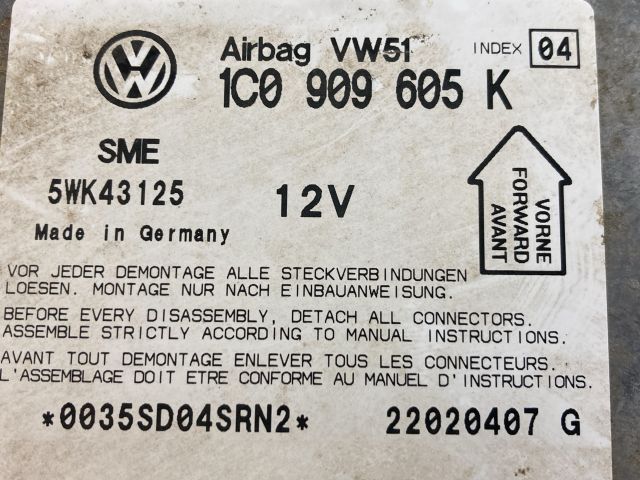 Airbag VW51 INDEX 04
1C0 909 605 K
SME
5WK43125 12V
Made in Germany
VORNE
FORWARD
AVANT
VOR JEDER DEMONTAGE ALLE STECKVERBINDUNGEN
LOESEN. MONTAGE NUR NACH EINBAUANWEISUNG.
BEFORE EVERY DISASSEMBLY, DETACH ALL CONNECTORS.
ASSEMBLE STRICTLY ACCORDING TO MANUAL INSTRUCTIONS.
AVANT TOUT DEMONTAGE ENLEVER TOUS LES CONNECTEURS.
L'ASSEMBLAGE DOIT ETRE CONFORME AU MANUEL D'INSTRUCTIONS.
*0035SD04SRN2* 22020407 G